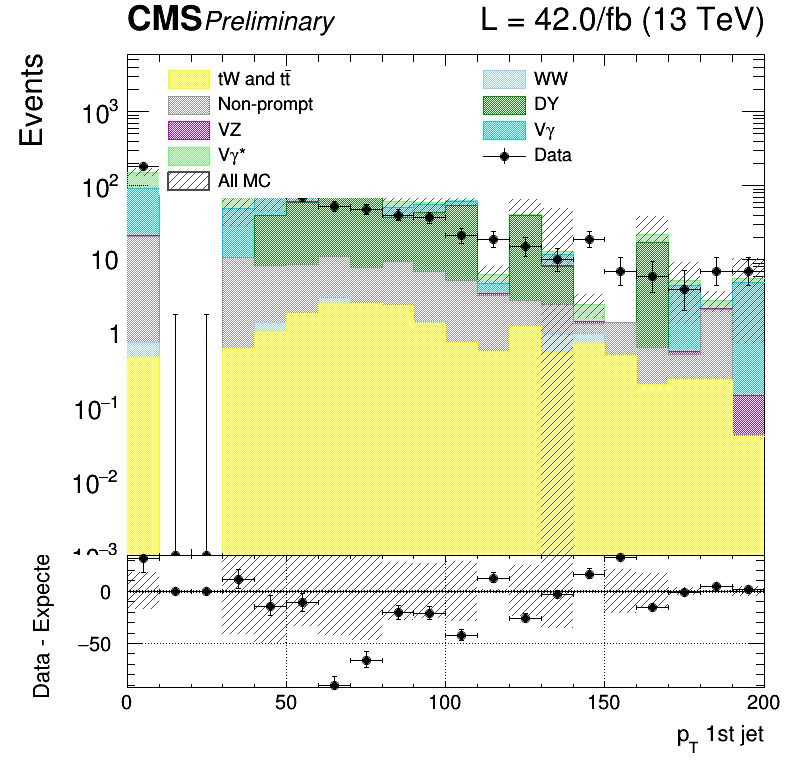 CMS Preliminary L = 42.0/fb (13 TeV)
Events
tW and tt̄
Non-prompt
VZ
Vγ*
All MC
WW
DY
Vγ
Data
10³
10²
10
1
10⁻¹
10⁻²
10⁻³
Data - Expecte
0
−50
0 50 100 150 200
p_T 1st jet